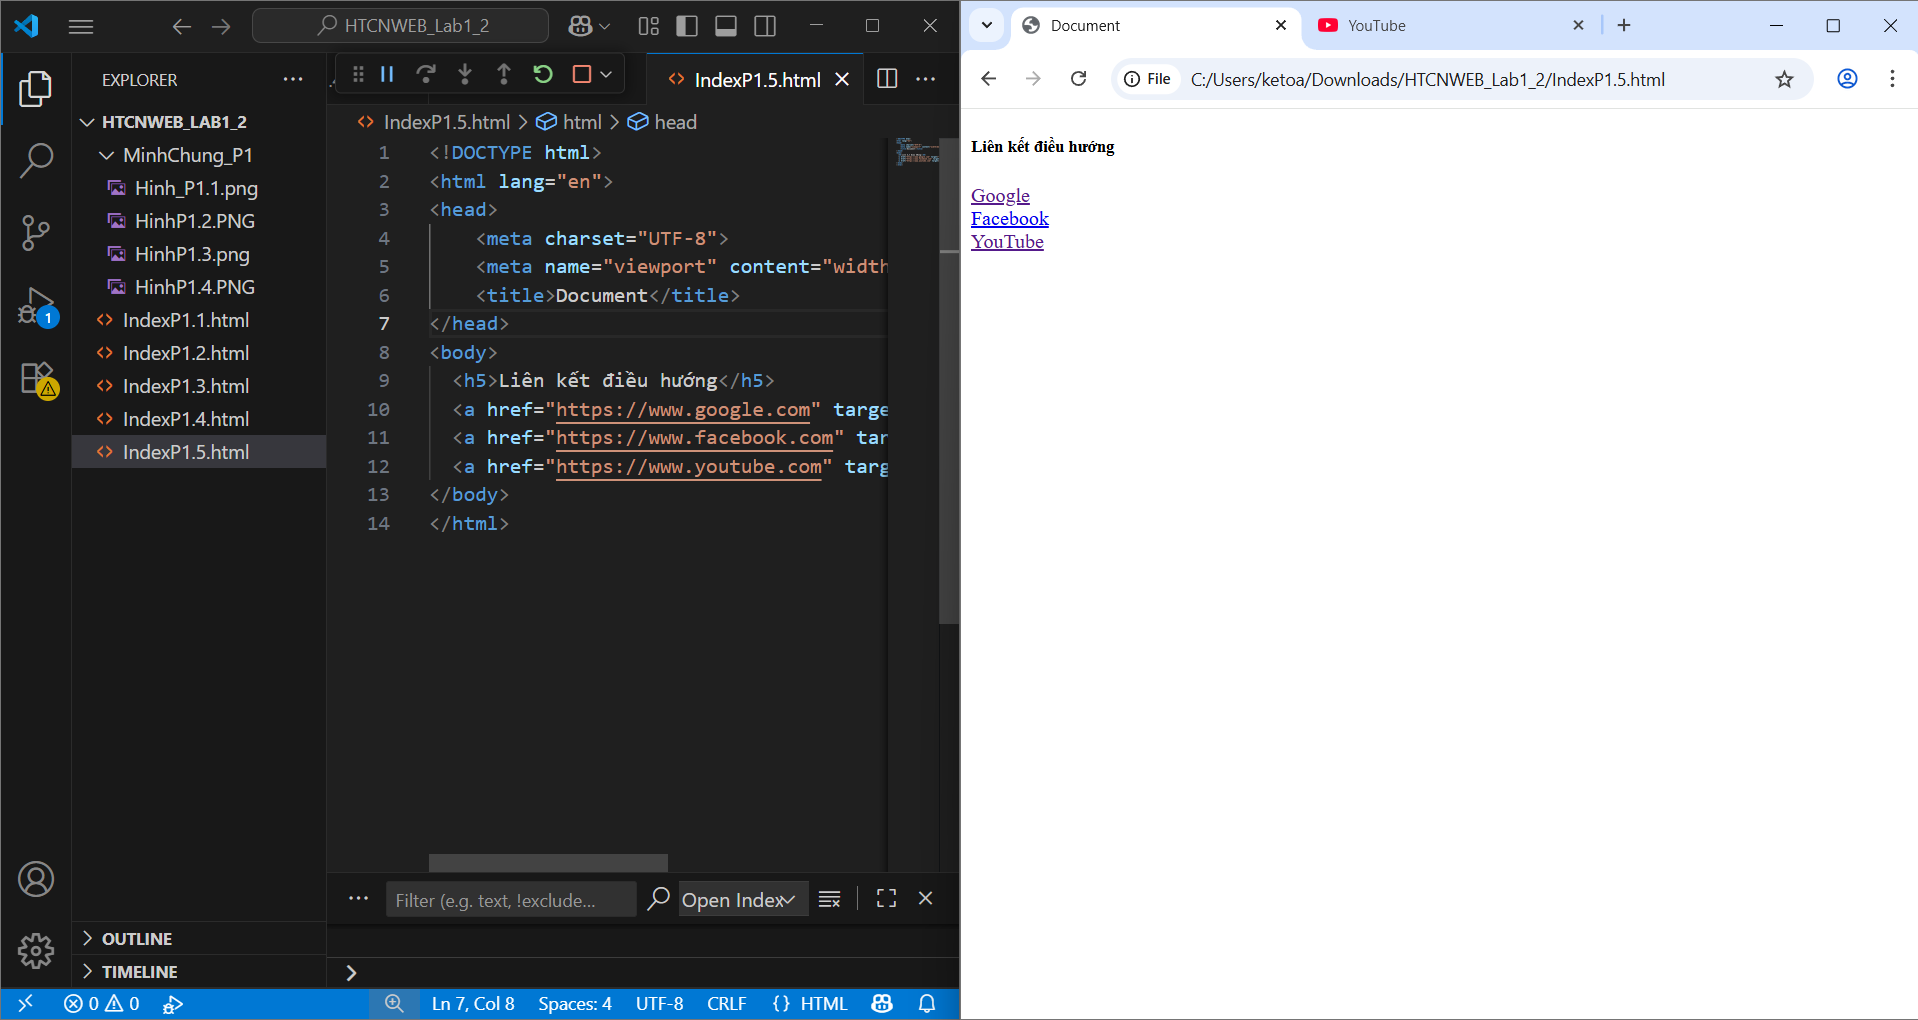 HTCNWEB_Lab1_2
EXPLORER
HTCNWEB_LAB1_2
MinhChung_P1
Hinh_P1.1.png
HinhP1.2.PNG
HinhP1.3.png
HinhP1.4.PNG
IndexP1.1.html
IndexP1.2.html
IndexP1.3.html
IndexP1.4.html
IndexP1.5.html
1
OUTLINE
TIMELINE
IndexP1.5.html
IndexP1.5.html > html > head
1 <!DOCTYPE html>
2 <html lang="en">
3 <head>
4 <meta charset="UTF-8">
5 <meta name="viewport" content="width
6 <title>Document</title>
7 </head>
8 <body>
9 <h5>Liên kết điều hướng</h5>
10 <a href="https://www.google.com" targe
11 <a href="https://www.facebook.com" tar
12 <a href="https://www.youtube.com" targ
13 </body>
14 </html>
Filter (e.g. text, !exclude...
Open Index
0 0 Ln 7, Col 8 Spaces: 4 UTF-8 CRLF {} HTML
Document
YouTube
File C:/Users/ketoa/Downloads/HTCNWEB_Lab1_2/IndexP1.5.html
Liên kết điều hướng
Google
Facebook
YouTube